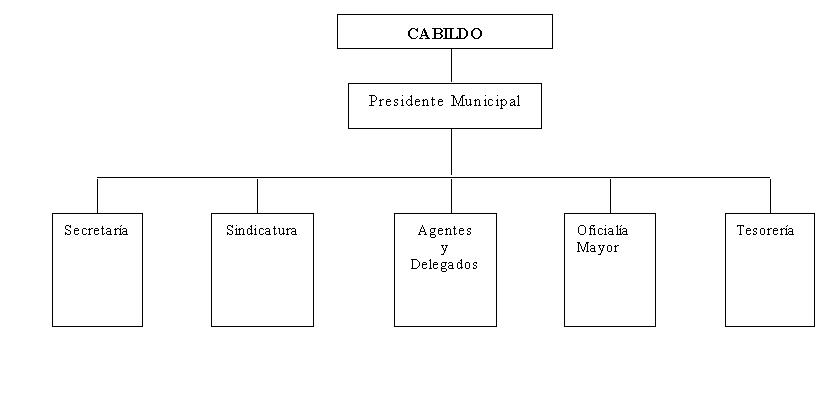 CABILDO
Presidente Municipal
Secretaría
Sindicatura
Agentes
y
Delegados
Oficialía
Mayor
Tesorería